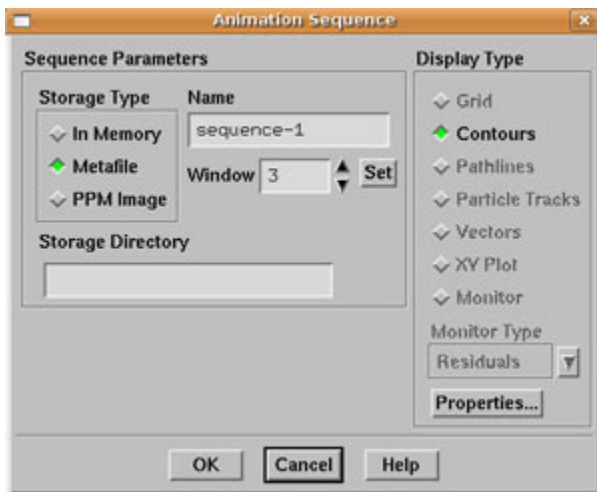 Animation Sequence
Sequence Parameters
Storage Type
In Memory
Metafile
PPM Image
Name
sequence-1
Window 3 Set
Storage Directory
Display Type
Grid
Contours
Pathlines
Particle Tracks
Vectors
XY Plot
Monitor
Monitor Type
Residuals
Properties...
OK Cancel Help